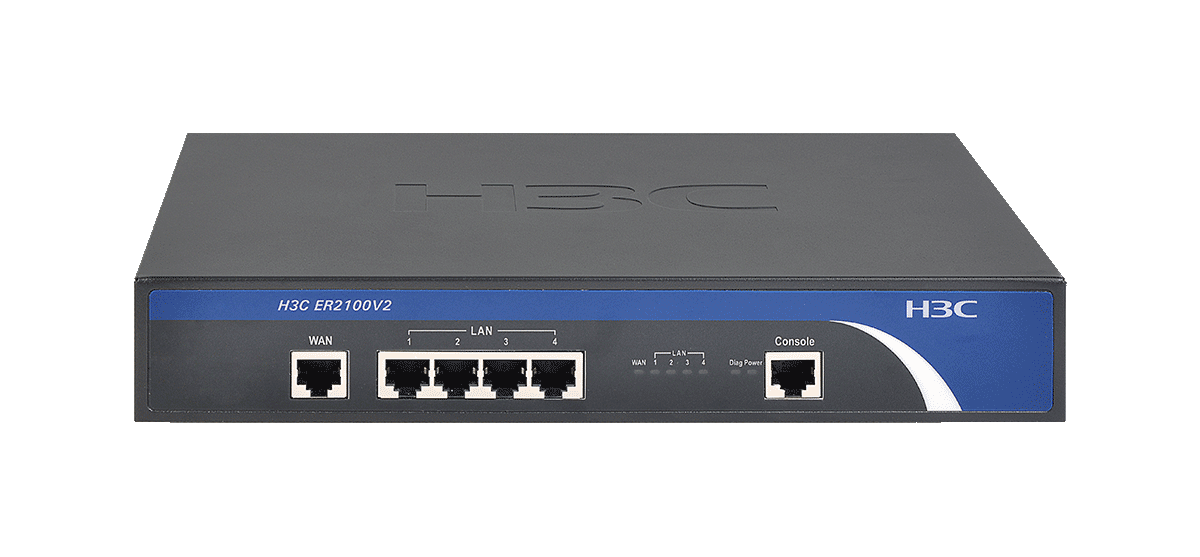 H3C
H3C ER2100V2
H3C
WAN
LAN
1 2 3 4
Console
WAN
LAN
1 2 3 4
Diag Power